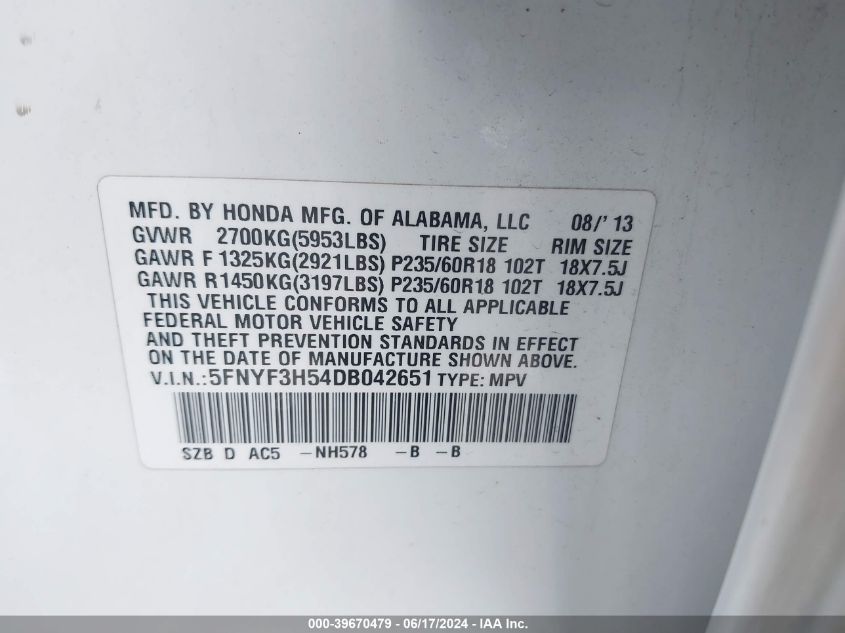 MFD. BY HONDA MFG. OF ALABAMA, LLC 08/'13
GVWR 2700KG(5953LBS) TIRE SIZE RIM SIZE
GAWR F 1325KG(2921LBS) P235/60R18 102T 18X7.5J
GAWR R1450KG(3197LBS) P235/60R18 102T 18X7.5J
THIS VEHICLE CONFORMS TO ALL APPLICABLE
FEDERAL MOTOR VEHICLE SAFETY
AND THEFT PREVENTION STANDARDS IN EFFECT
ON THE DATE OF MANUFACTURE SHOWN ABOVE.
V.I.N.:5FNYF3H54DB042651 TYPE: MPV
SZB D AC5 -NH578 -B -B
000-39670479 - 06/17/2024 - IAA Inc.